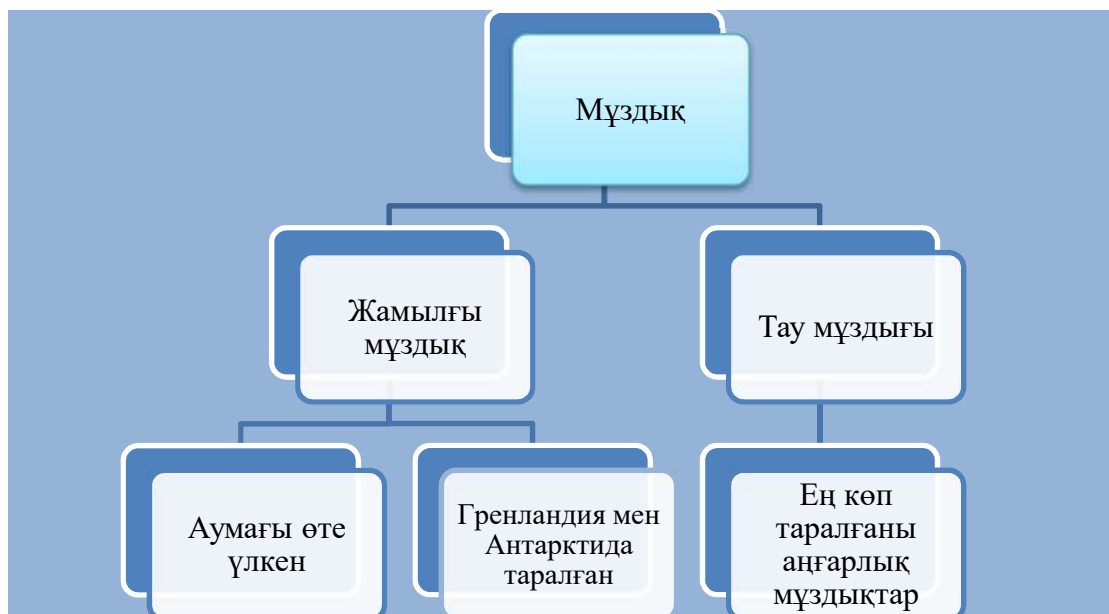 Мұздық
Жамылғы
мұздық
Тау мұздығы
Аумағы өте
үлкен
Гренландия мен
Антарктида
таралған
Ең көп
таралғаны
аңғарлық
мұздықтар